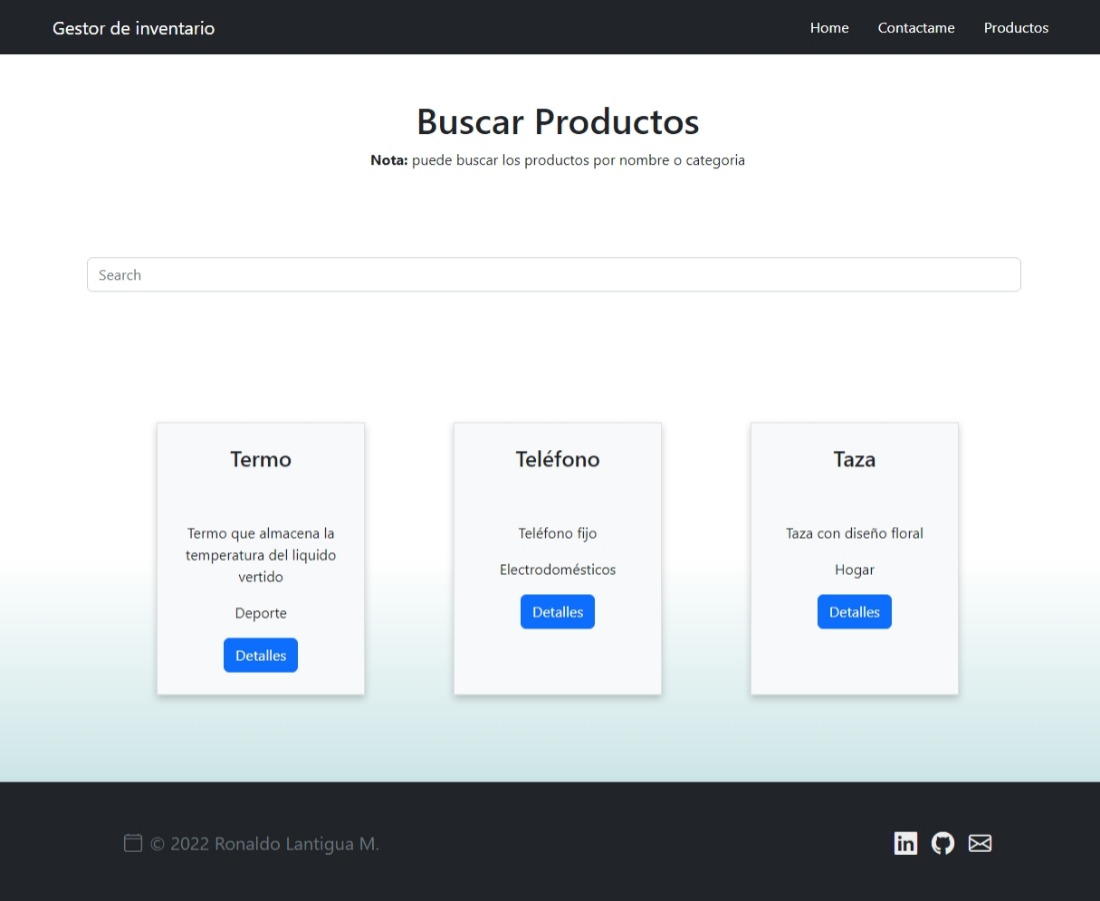 Gestor de inventario
Home Contactame Productos
Buscar Productos
Nota: puede buscar los productos por nombre o categoria
Search
Termo
Termo que almacena la
temperatura del liquido
vertido
Deporte
Detalles
Teléfono
Teléfono fijo
Electrodomésticos
Detalles
Taza
Taza con diseño floral
Hogar
Detalles
© 2022 Ronaldo Lantigua M.
in